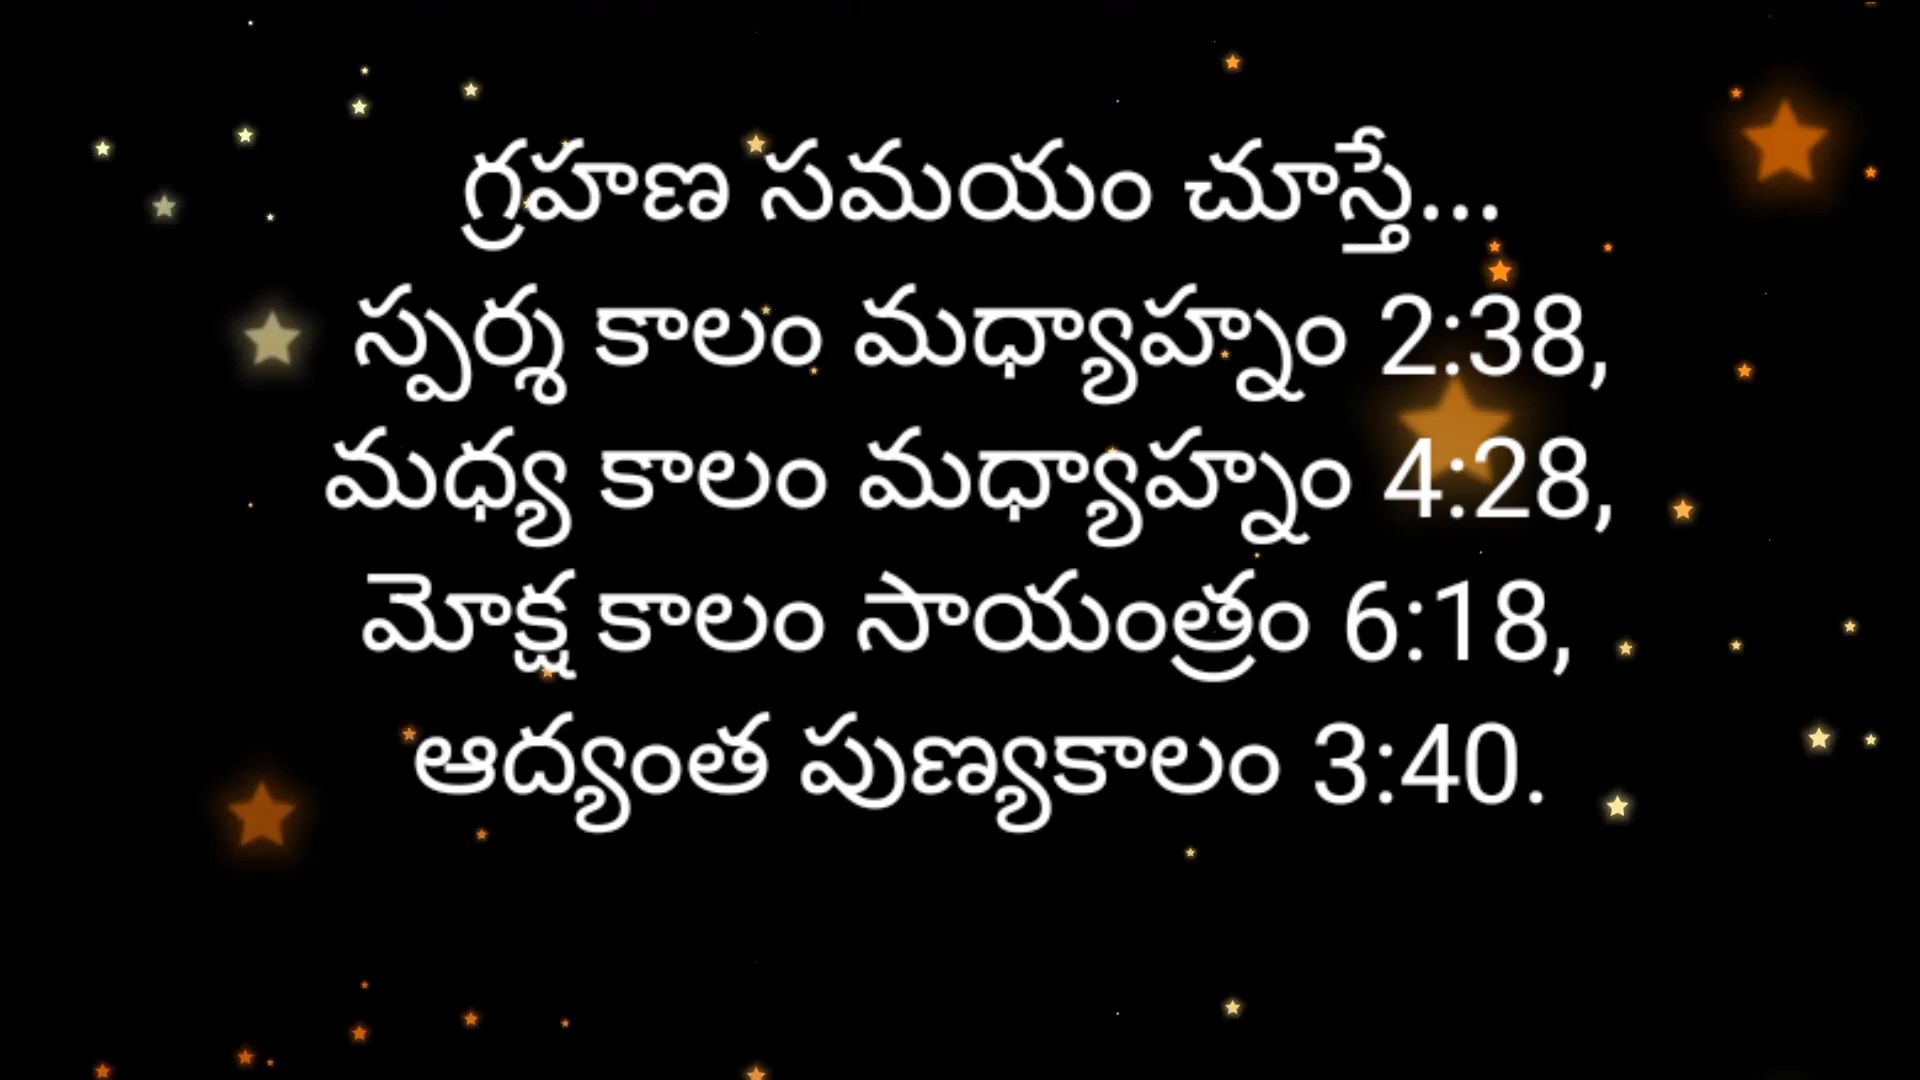 గ్రహణ సమయం చూస్తే...
స్పర్శ కాలం మధ్యాహ్నం 2:38,
మధ్య కాలం మధ్యాహ్నం 4:28,
మోక్ష కాలం సాయంత్రం 6:18,
ఆద్యంత పుణ్యకాలం 3:40.